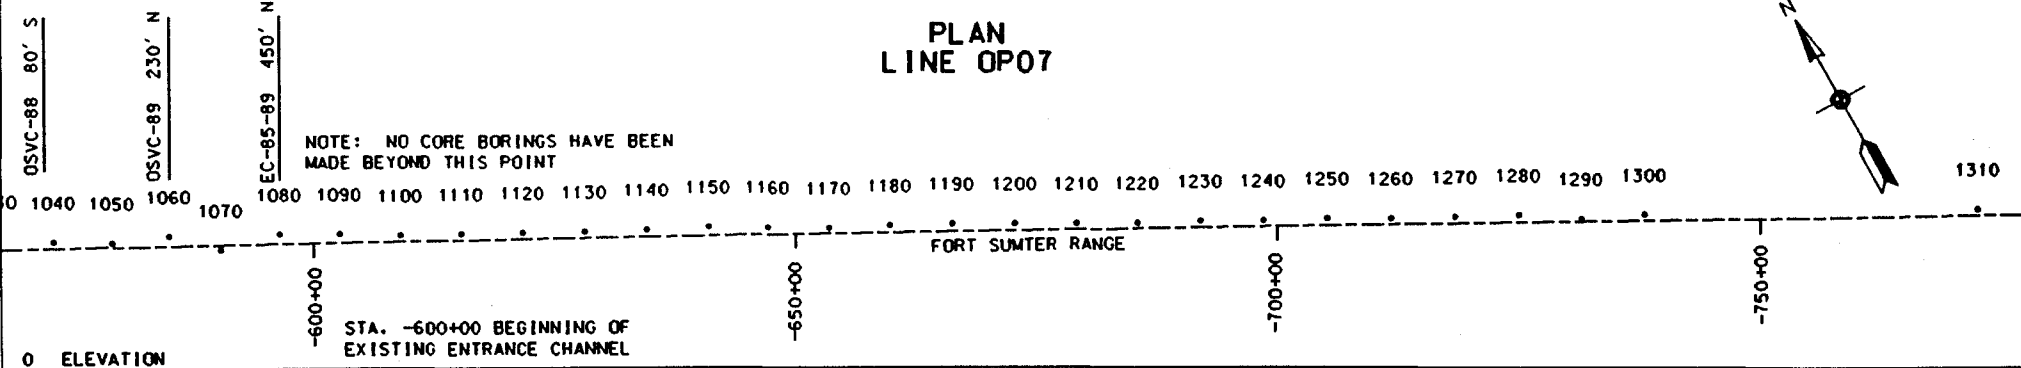 PLAN
LINE OP07
N
OSVC-88 80' S
OSVC-89 230' N
EC-85-89 450' N
NOTE: NO CORE BORINGS HAVE BEEN
MADE BEYOND THIS POINT
1040 1050 1060 1070 1080 1090 1100 1110 1120 1130 1140 1150 1160 1170 1180 1190 1200 1210 1220 1230 1240 1250 1260 1270 1280 1290 1300 1310
FORT SUMTER RANGE
-600+00 -650+00 -700+00 -750+00
STA. -600+00 BEGINNING OF
EXISTING ENTRANCE CHANNEL
0 ELEVATION